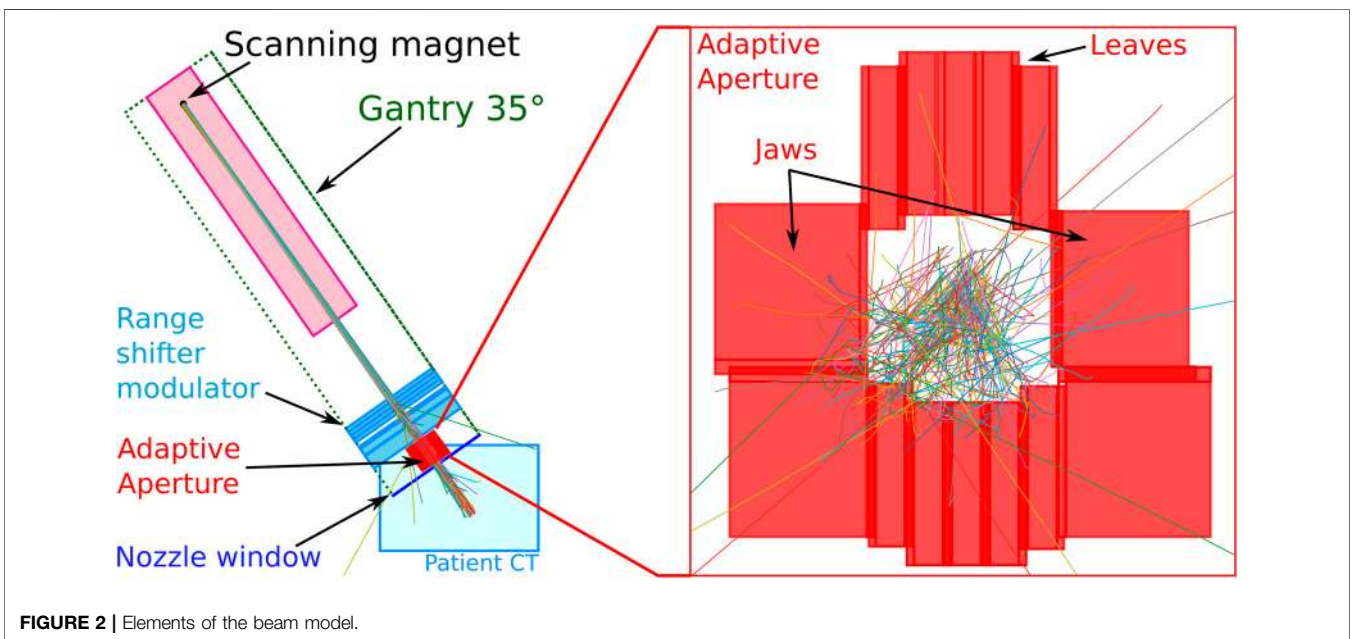 Scanning magnet
Gantry 35°
Range
shifter
modulator
Adaptive
Aperture
Nozzle window
Patient CT
Adaptive
Aperture
Leaves
Jaws
FIGURE 2 | Elements of the beam model.